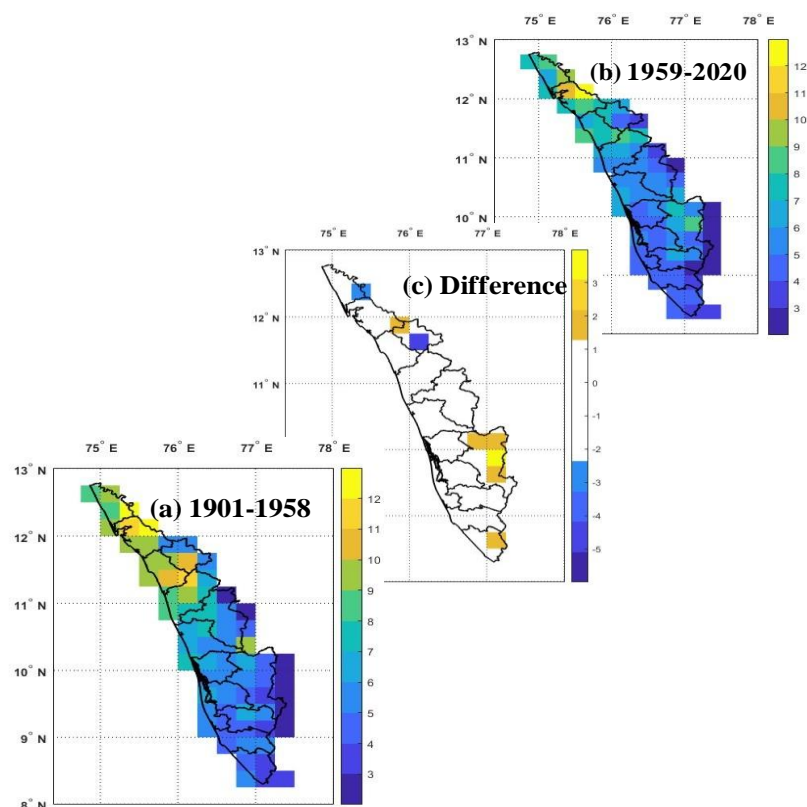 75° E 76° E 77° E 78°
13° N
12° N
11° N
10° N
(b) 1959-2020
12
11
10
9
8
7
6
5
4
3
75° E 76° E 77° E 78°
13° N
12° N
11° N
(c) Difference
3
2
1
0
-1
-2
-3
-4
-5
75° E 76° E 77° E
13° N
12° N
11° N
10° N
9° N
8° N
(a) 1901-1958
12
11
10
9
8
7
6
5
4
3